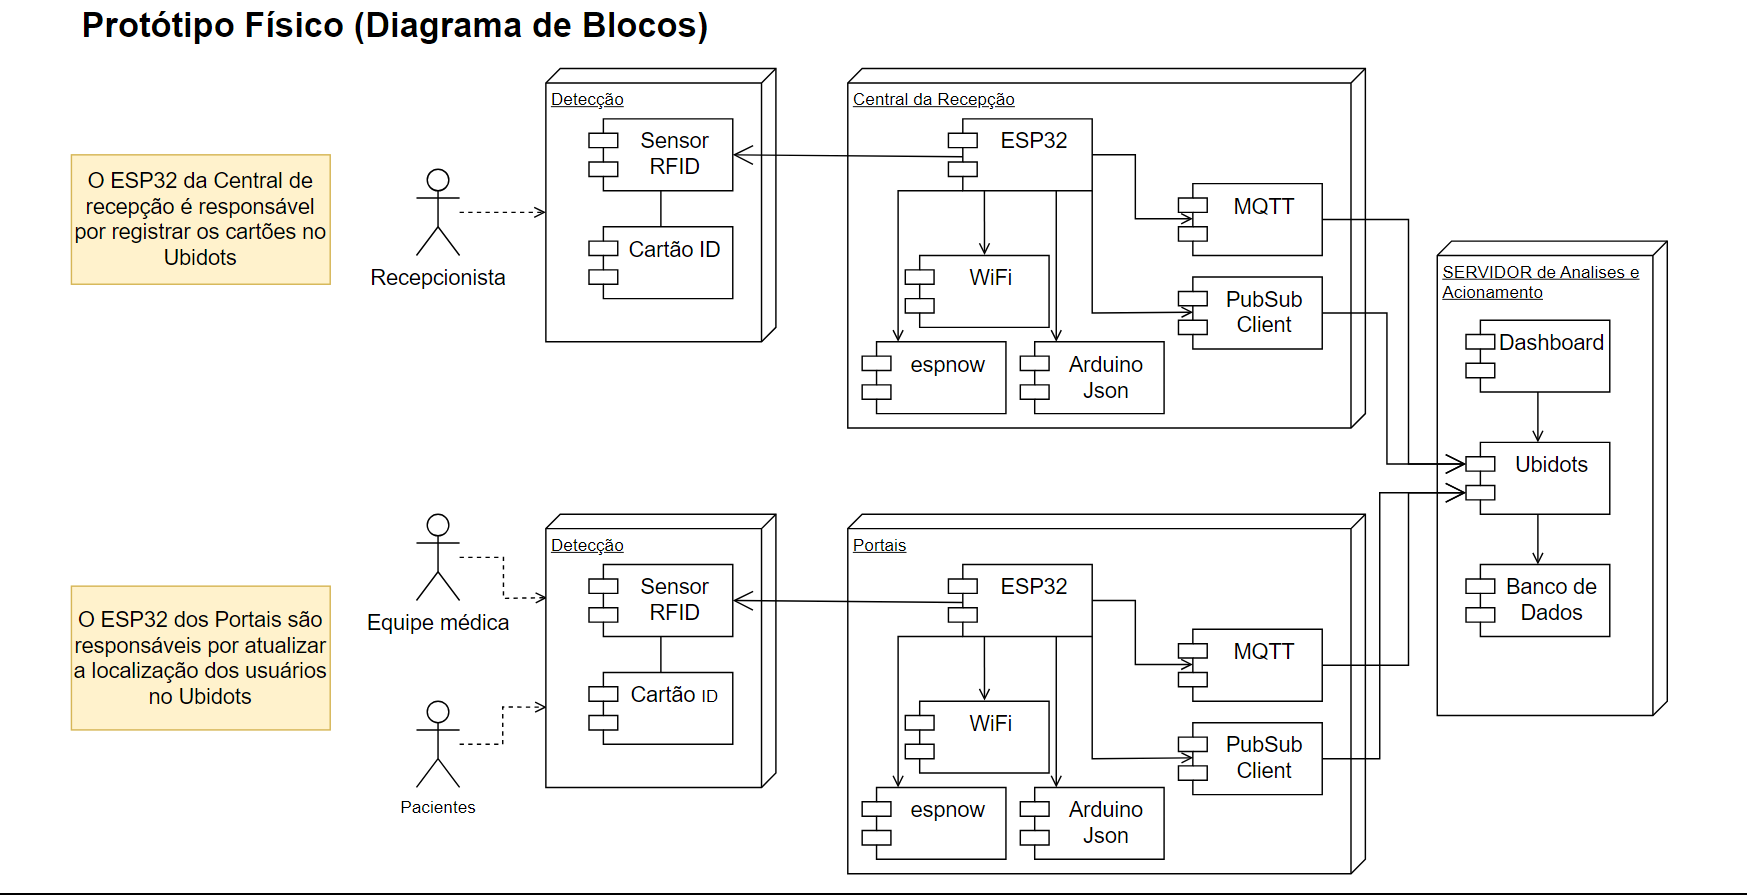 Protótipo Físico (Diagrama de Blocos)
O ESP32 da Central de
recepção é responsável
por registrar os cartões no
Ubidots
Recepcionista
Detecção
Sensor
RFID
Cartão ID
Central da Recepção
ESP32
MQTT
WiFi
PubSub
Client
espnow
Arduino
Json
SERVIDOR de Analises e
Acionamento
Dashboard
Ubidots
Banco de
Dados
O ESP32 dos Portais são
responsáveis por atualizar
a localização dos usuários
no Ubidots
Equipe médica
Pacientes
Detecção
Sensor
RFID
Cartão ID
Portais
ESP32
MQTT
WiFi
PubSub
Client
espnow
Arduino
Json